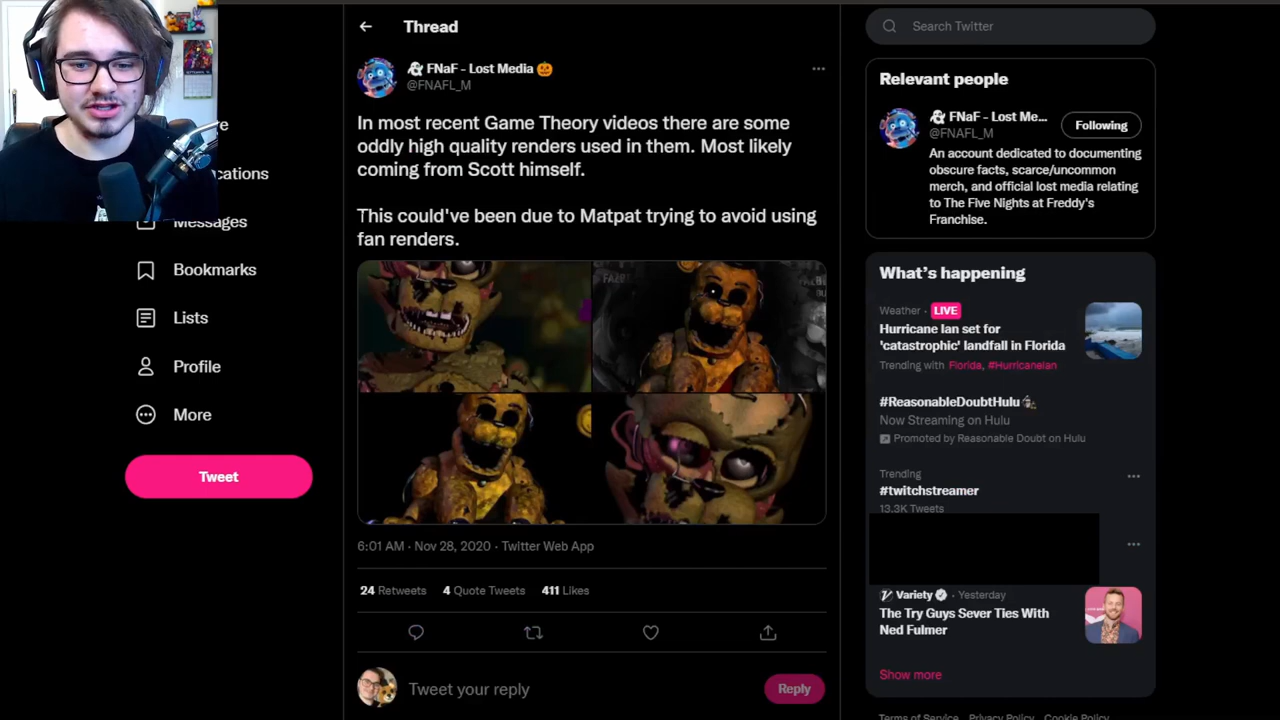 Thread
FNaF - Lost Media
@FNAFL_M
In most recent Game Theory videos there are some
oddly high quality renders used in them. Most likely
coming from Scott himself.
This could've been due to Matpat trying to avoid using
fan renders.
6:01 AM · Nov 28, 2020 · Twitter Web App
24 Retweets 4 Quote Tweets 411 Likes
Tweet your reply
Reply
Messages
Bookmarks
Lists
Profile
More
Tweet
Search Twitter
Relevant people
FNaF - Lost Me...
@FNAFL_M
Following
An account dedicated to documenting
obscure facts, scarce/uncommon
merch, and official lost media relating
to The Five Nights at Freddy's
Franchise.
What's happening
Weather · LIVE
Hurricane Ian set for
'catastrophic' landfall in Florida
Trending with Florida, #HurricaneIan
#ReasonableDoubtHulu
Now Streaming on Hulu
Promoted by Reasonable Doubt on Hulu
Trending
#twitchstreamer
13.3K Tweets
Variety · Yesterday
The Try Guys Sever Ties With
Ned Fulmer
Show more
Terms of Service Privacy Policy Cookie Policy